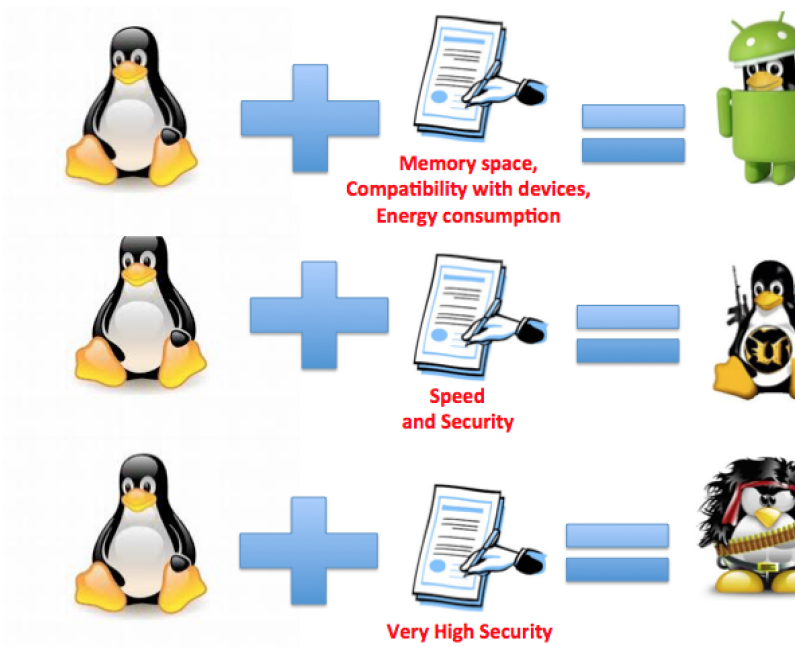 Memory space,
Compatibility with devices,
Energy consumption
Speed
and Security
Very High Security